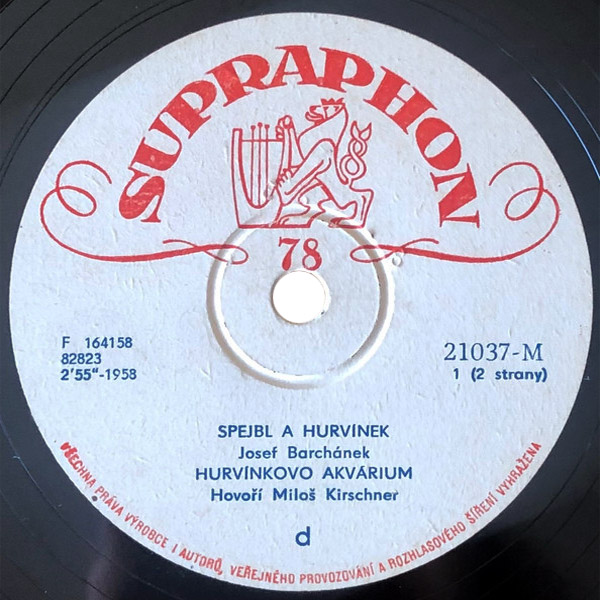 SUPRAPHON
78
F 164158
82823
2'55"-1958
21037-M
1 (2 strany)
SPEJBL A HURVINEK
Josef Barchánek
HURVÍNKOVO AKVÁRIUM
Hovoří Miloš Kirschner
d
VŠECHNA PRÁVA VÝROBCE I AUTORŮ, VEŘEJNÉHO PROVOZOVÁNÍ A ROZHLASOVÉHO ŠÍŘENÍ VYHRAŽENA